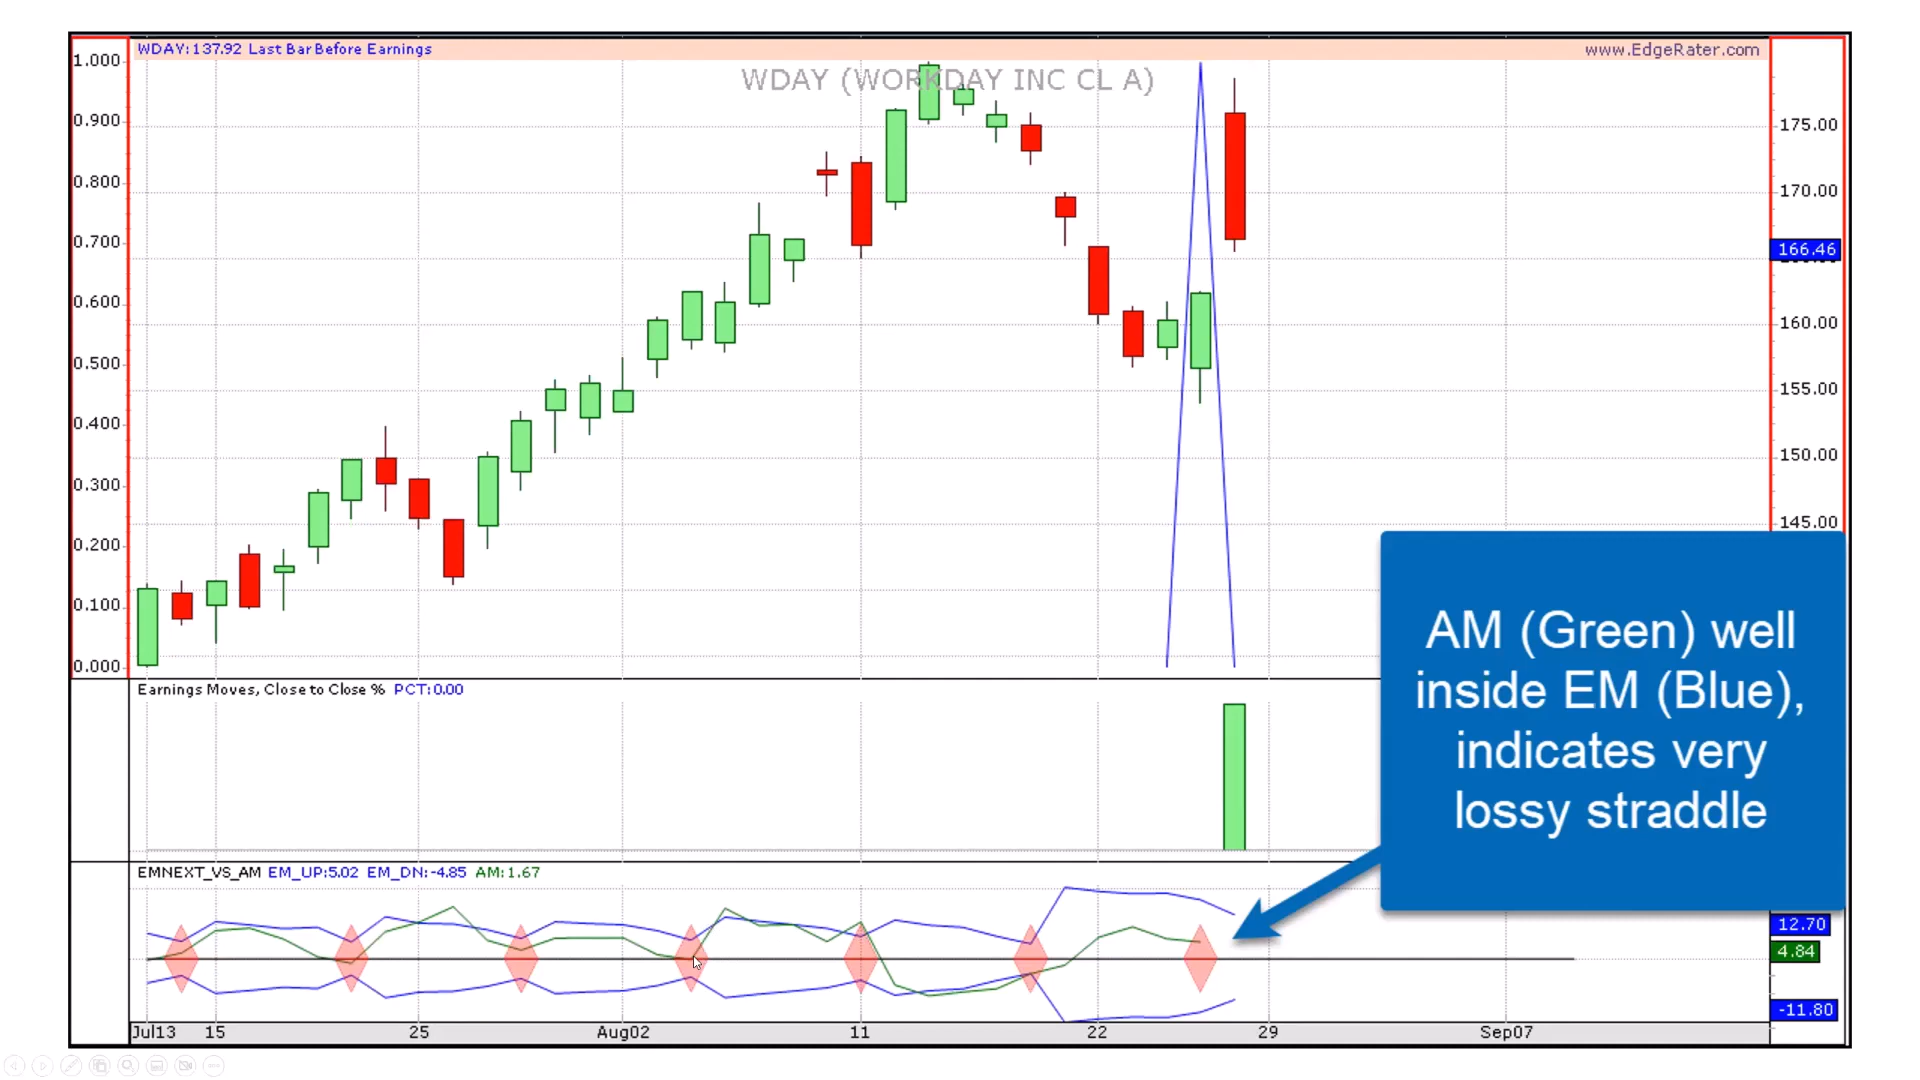 WDAY:137.92 Last Bar Before Earnings
www.EdgeRater.com
WDAY (WORKDAY INC CL A)
1.000
0.900
0.800
0.700
0.600
0.500
0.400
0.300
0.200
0.100
0.000
175.00
170.00
166.46
160.00
155.00
150.00
145.00
AM (Green) well
inside EM (Blue),
indicates very
lossy straddle
Earnings Moves, Close to Close % PCT:0.00
EMNEXT_VS_AM EM_UP:5.02 EM_DN:-4.85 AM:1.67
12.70
4.84
-11.80
Jul13 15 25 Aug02 11 22 29 Sep07